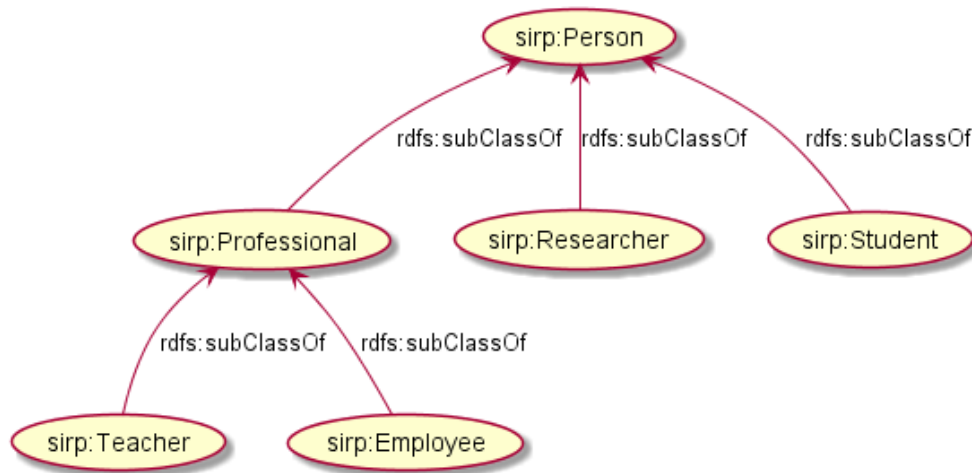 sirp:Person
rdfs:subClassOf
rdfs:subClassOf
rdfs:subClassOf
sirp:Professional
sirp:Researcher
sirp:Student
rdfs:subClassOf
rdfs:subClassOf
sirp:Teacher
sirp:Employee